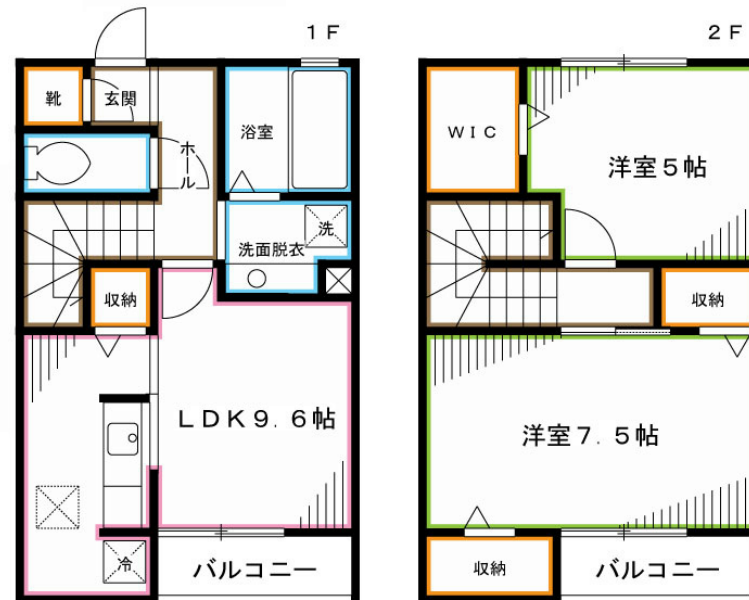 1F
靴
玄関
浴室
ホール
洗
洗面脱衣
収納
LDK9.6帖
冷
バルコニー
2F
WIC
洋室5帖
収納
洋室7.5帖
収納
バルコニー